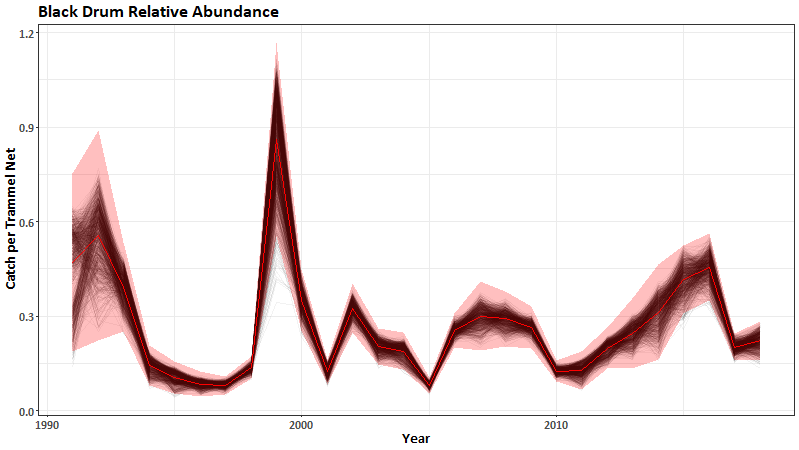 Black Drum Relative Abundance
Catch per Trammel Net
1.2
0.9
0.6
0.3
0.0
1990 2000 2010
Year